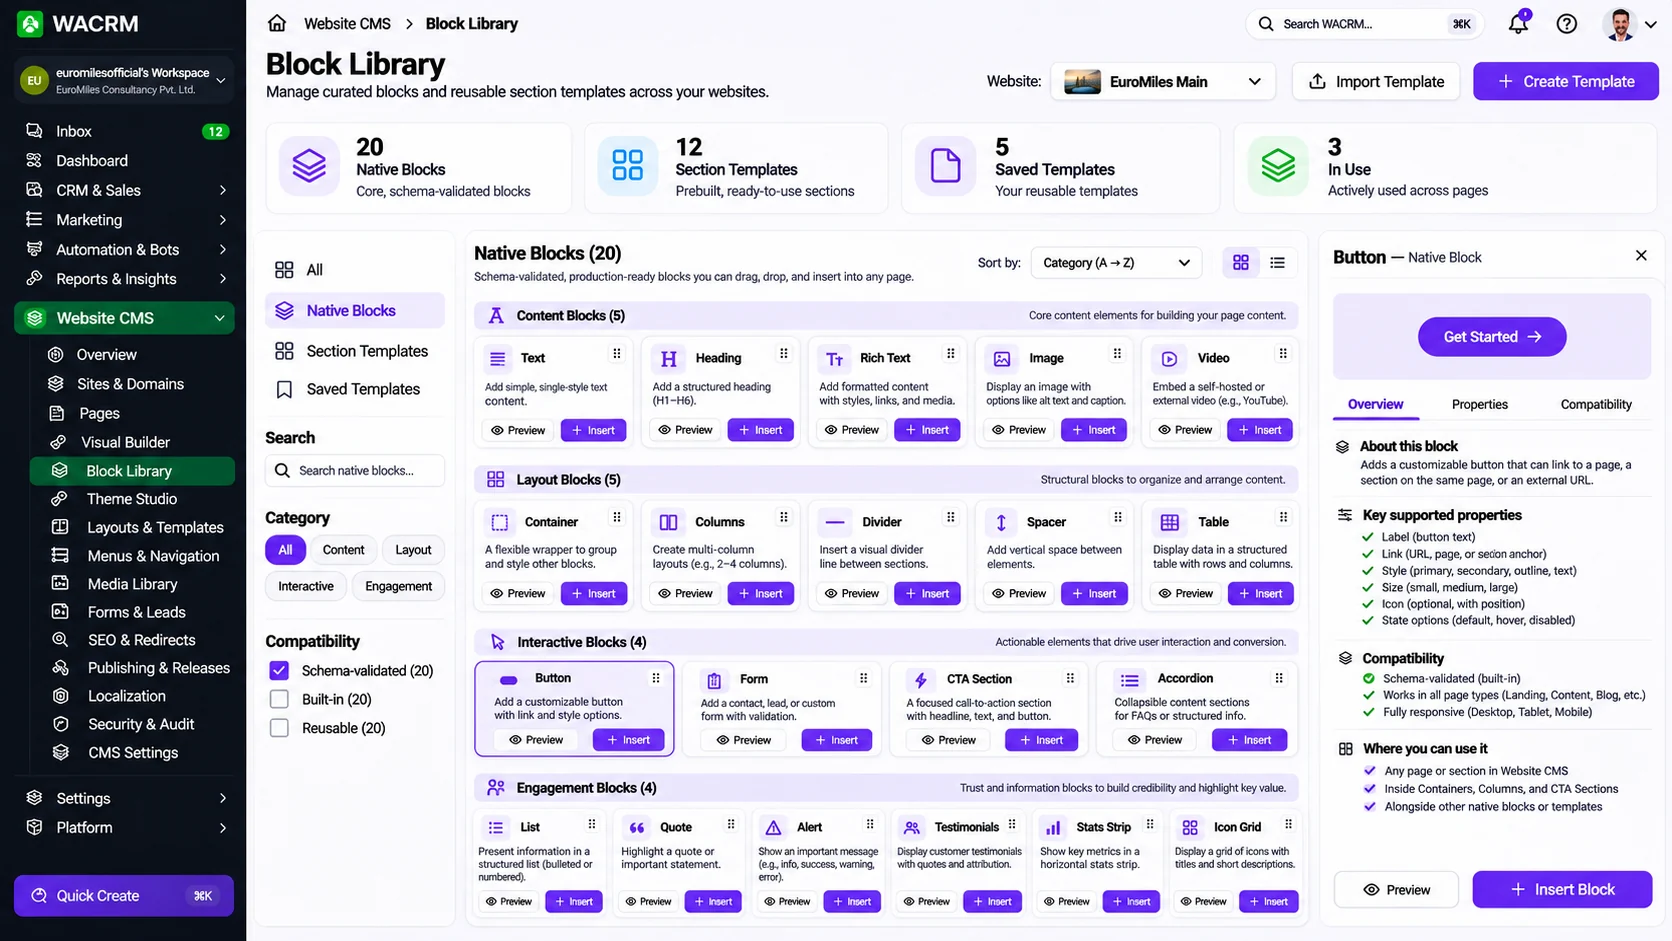 WACRM
EU
euromilesofficial's Workspace
EuroMiles Consultancy Pvt. Ltd.
Inbox
12
Dashboard
CRM & Sales
Marketing
Automation & Bots
Reports & Insights
Website CMS
Overview
Sites & Domains
Pages
Visual Builder
Block Library
Theme Studio
Layouts & Templates
Menus & Navigation
Media Library
Forms & Leads
SEO & Redirects
Publishing & Releases
Localization
Security & Audit
CMS Settings
Settings
Platform
Quick Create
⌘K
Website CMS > Block Library
Search WACRM...
⌘K
Block Library
Manage curated blocks and reusable section templates across your websites.
Website:
EuroMiles Main
Import Template
+ Create Template
20
Native Blocks
Core, schema-validated blocks
12
Section Templates
Prebuilt, ready-to-use sections
5
Saved Templates
Your reusable templates
3
In Use
Actively used across pages
All
Native Blocks
Section Templates
Saved Templates
Search
Search native blocks...
Category
All
Content
Layout
Interactive
Engagement
Compatibility
Schema-validated (20)
Built-in (20)
Reusable (20)
Native Blocks (20)
Schema-validated, production-ready blocks you can drag, drop, and insert into any page.
Sort by:
Category (A → Z)
Content Blocks (5)
Core content elements for building your page content.
Text
Add simple, single-style text
content.
Preview
+ Insert
H
Heading
Add a structured heading
(H1–H6).
Preview
+ Insert
Tт
Rich Text
Add formatted content
with styles, links, and media.
Preview
+ Insert
Image
Display an image with
options like alt text and caption.
Preview
+ Insert
Video
Embed a self-hosted or
external video (e.g., YouTube).
Preview
+ Insert
Layout Blocks (5)
Structural blocks to organize and arrange content.
Container
A flexible wrapper to group
and style other blocks.
Preview
+ Insert
Columns
Create multi-column
layouts (e.g., 2–4 columns).
Preview
+ Insert
Divider
Insert a visual divider
line between sections.
Preview
+ Insert
Spacer
Add vertical space between
elements.
Preview
+ Insert
Table
Display data in a structured
table with rows and columns.
Preview
+ Insert
Interactive Blocks (4)
Actionable elements that drive user interaction and conversion.
Button
Add a customizable button
with link and style options.
Preview
+ Insert
Form
Add a contact, lead, or custom
form with validation.
Preview
+ Insert
CTA Section
A focused call-to-action section
with headline, text, and button.
Preview
+ Insert
Accordion
Collapsible content sections
for FAQs or structured info.
Preview
+ Insert
Engagement Blocks (4)
Trust and information blocks to build credibility and highlight key value.
List
Present information in a
structured list (bulleted or
numbered).
Preview
+ Insert
Quote
Highlight a quote or
important statement.
Preview
+ Insert
Alert
Show an important message
(e.g., info, success, warning,
error).
Preview
+ Insert
Testimonials
Display customer testimonials
with quotes and attribution.
Preview
+ Insert
Stats Strip
Show key metrics in a
horizontal stats strip.
Preview
+ Insert
Icon Grid
Display a grid of icons with
titles and short descriptions.
Preview
+ Insert
Button — Native Block
Get Started →
Overview
Properties
Compatibility
About this block
Adds a customizable button that can link to a page, a
section on the same page, or an external URL.
Key supported properties
Label (button text)
Link (URL, page, or section anchor)
Style (primary, secondary, outline, text)
Size (small, medium, large)
Icon (optional, with position)
State options (default, hover, disabled)
Compatibility
Schema-validated (built-in)
Works in all page types (Landing, Content, Blog, etc.)
Fully responsive (Desktop, Tablet, Mobile)
Where you can use it
Any page or section in Website CMS
Inside Containers, Columns, and CTA Sections
Alongside other native blocks or templates
Preview
+ Insert Block